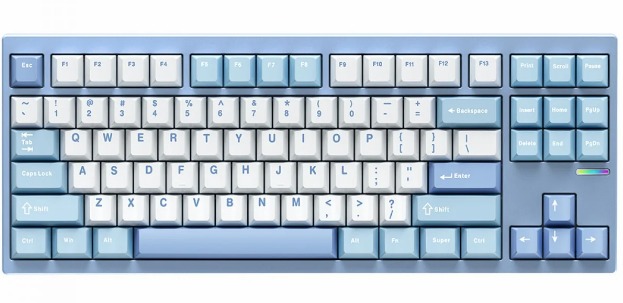 Esc F1 F2 F3 F4 F5 F6 F7 F8 F9 F10 F11 F12 F13 Print Scroll Pause
~ ! @ # $ % ^ & * ( ) — +
` 1 2 3 4 5 6 7 8 9 0 - = ← Backspace Insert Home PgUp
Tab Q W E R T Y U I O P { [ } ] | \ Delete End PgDn
Caps Lock A S D F G H J K L : ; " ' Enter
⇧ Shift Z X C V B N M < , > . ? / ⇧ Shift ↑
Ctrl Win Alt Alt Fn Super Ctrl ← ↓ →